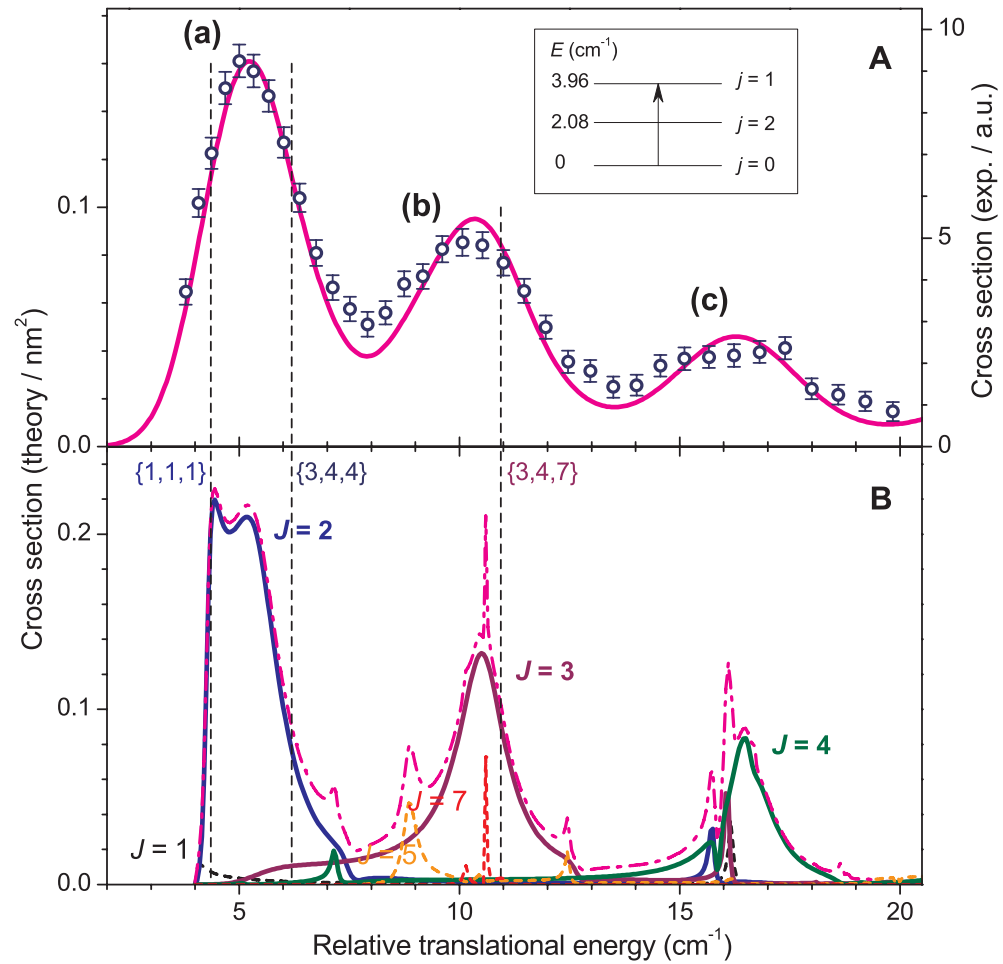 (a)
E (cm-1)
3.96
j = 1
2.08
j = 2
0
j = 0
A
10
(b)
0.1
5
(c)
0.0
0
Cross section (exp. / a.u.)
Cross section (theory / nm2)
{1,1,1}
{3,4,4}
{3,4,7}
B
0.2
J = 2
J = 3
0.1
J = 4
J = 7
J = 1
J = 5
0.0
5
10
15
20
Relative translational energy (cm-1)